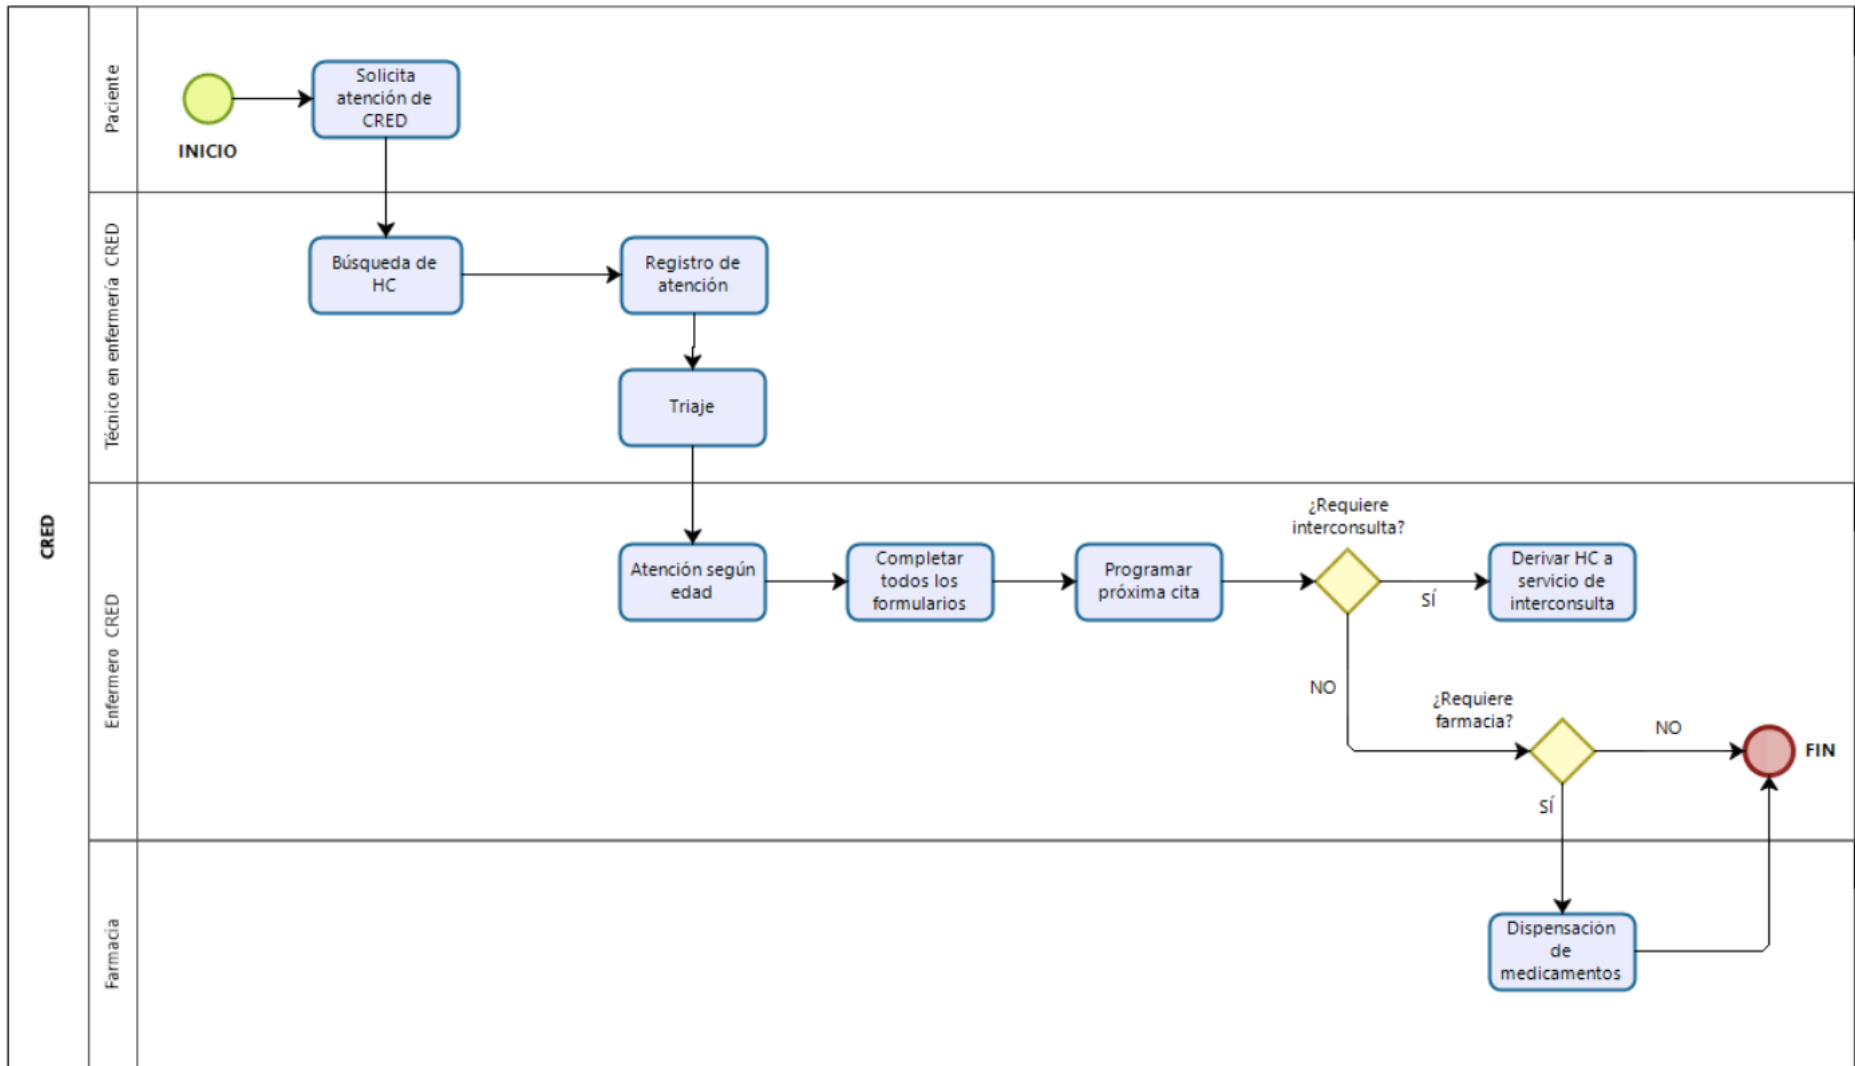 CRED
Paciente
INICIO
Solicita
atención de
CRED
Técnico en enfermería CRED
Búsqueda de
HC
Registro de
atención
Triaje
Enfermero CRED
Atención según
edad
Completar
todos los
formularios
Programar
próxima cita
¿Requiere
interconsulta?
SÍ
Derivar HC a
servicio de
interconsulta
NO
¿Requiere
farmacia?
NO
FIN
SÍ
Farmacia
Dispensación
de
medicamentos